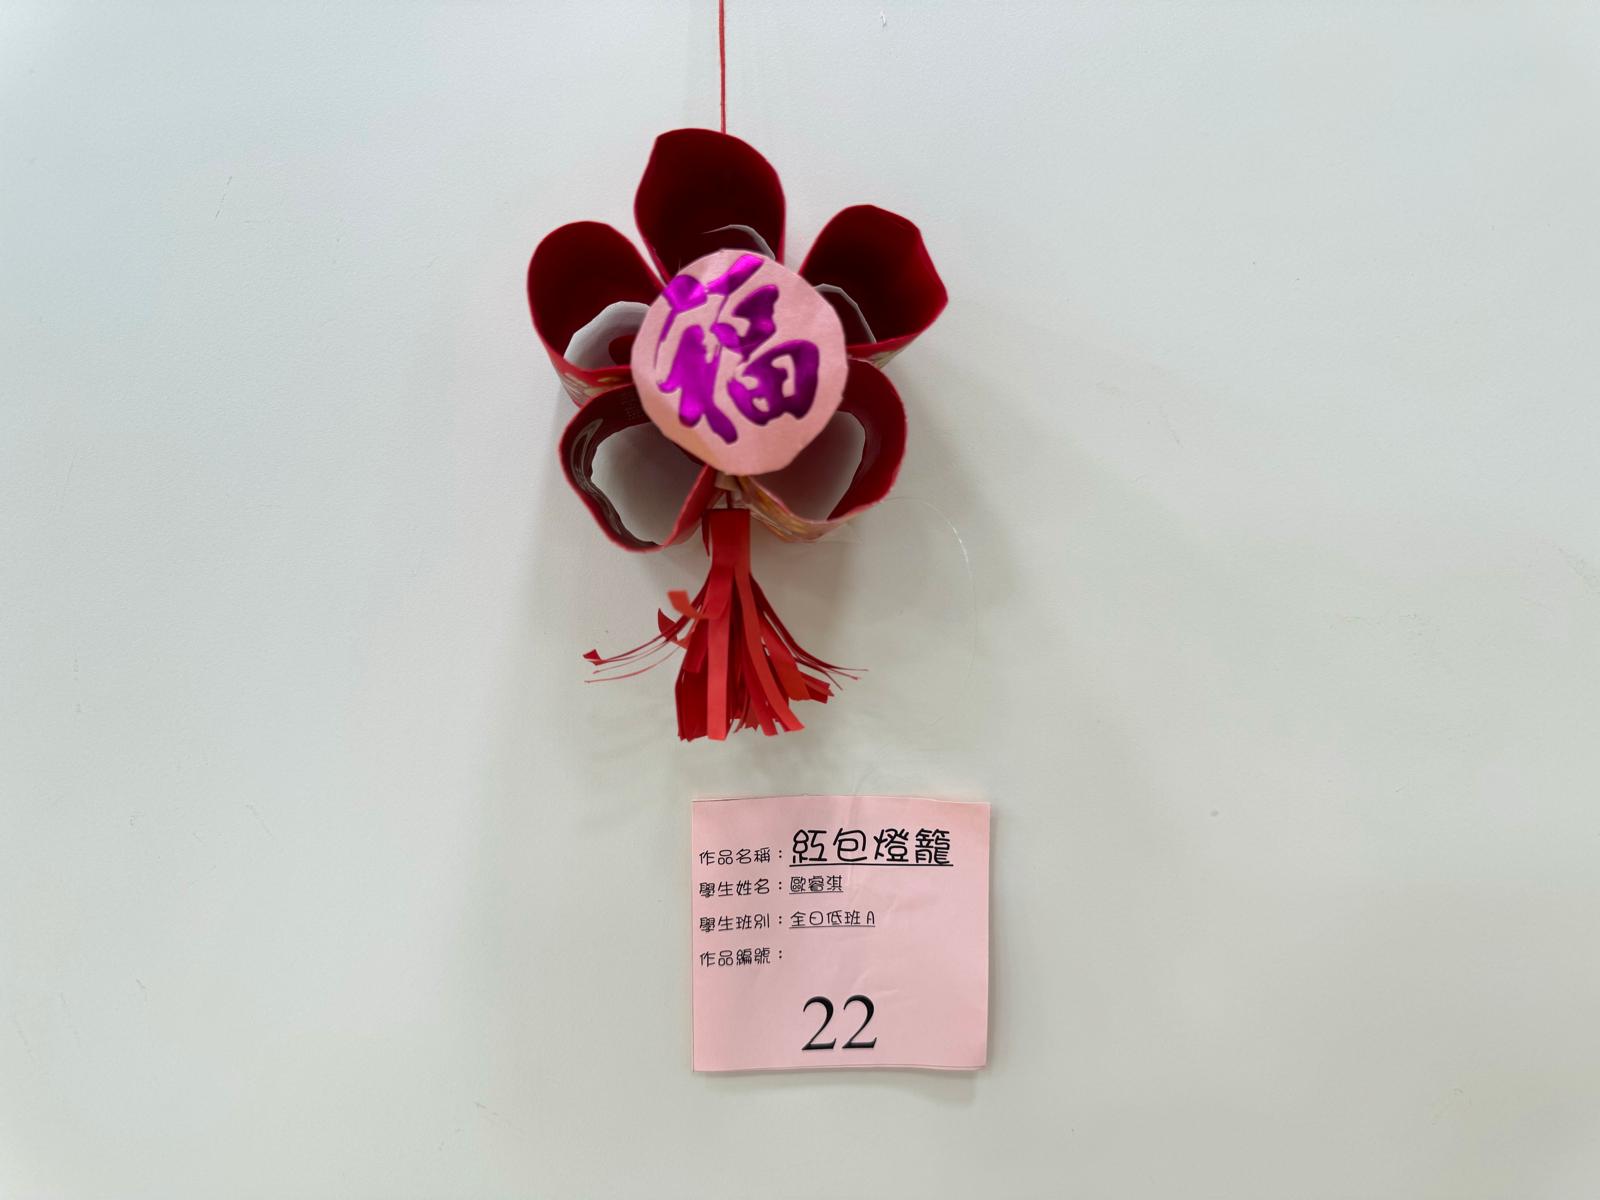 福
作品名稱：紅包燈籠
學生姓名：歐睿淇
學生班別：全日低班A
作品編號：
22